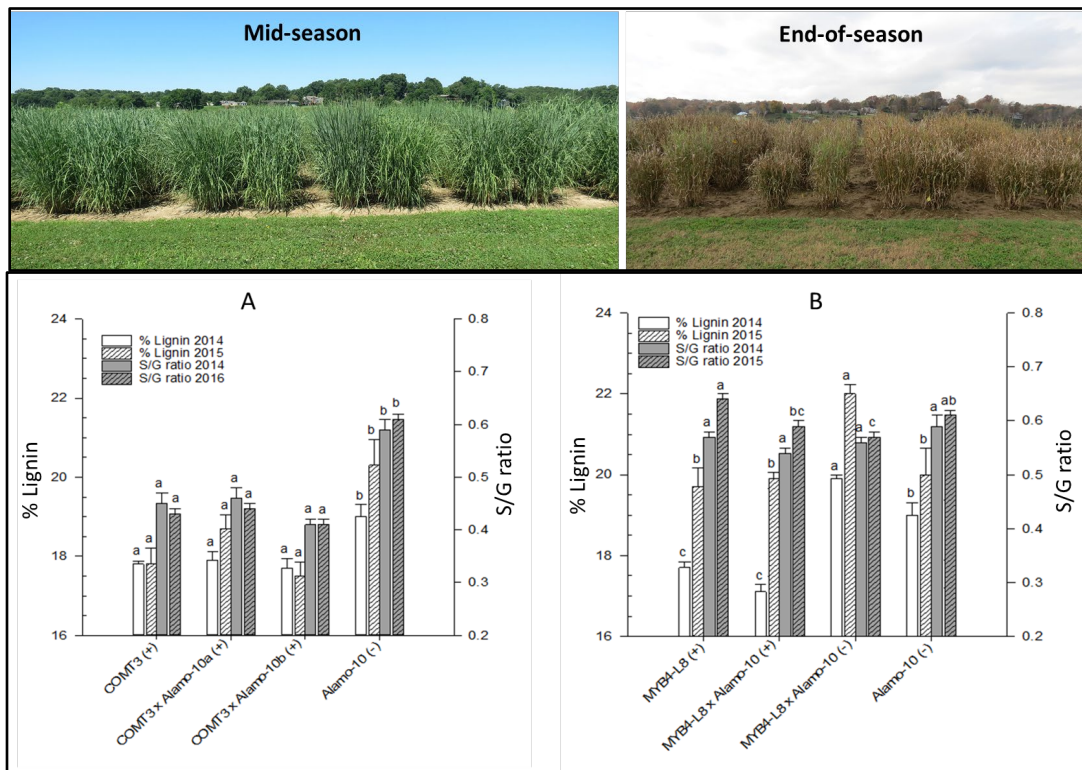 Mid-season
End-of-season
A
24
22
20
18
16
% Lignin
0.8
0.7
0.6
0.5
0.4
0.3
0.2
S/G ratio
% Lignin 2014
% Lignin 2015
S/G ratio 2014
S/G ratio 2016
a a a a
a a a a
a a a a
b b b b
COMT3 (+)
COMT3 x Alamo-10a (+)
COMT3 x Alamo-10b (+)
Alamo-10 (-)
B
24
22
20
18
16
% Lignin
0.8
0.7
0.6
0.5
0.4
0.3
0.2
S/G ratio
% Lignin 2014
% Lignin 2015
S/G ratio 2014
S/G ratio 2015
c b a a
c b a bc
b a a c
b a a ab
MYB4-L8 (+)
MYB4-L8 x Alamo-10 (+)
MYB4-L8 x Alamo-10 (-)
Alamo-10 (-)